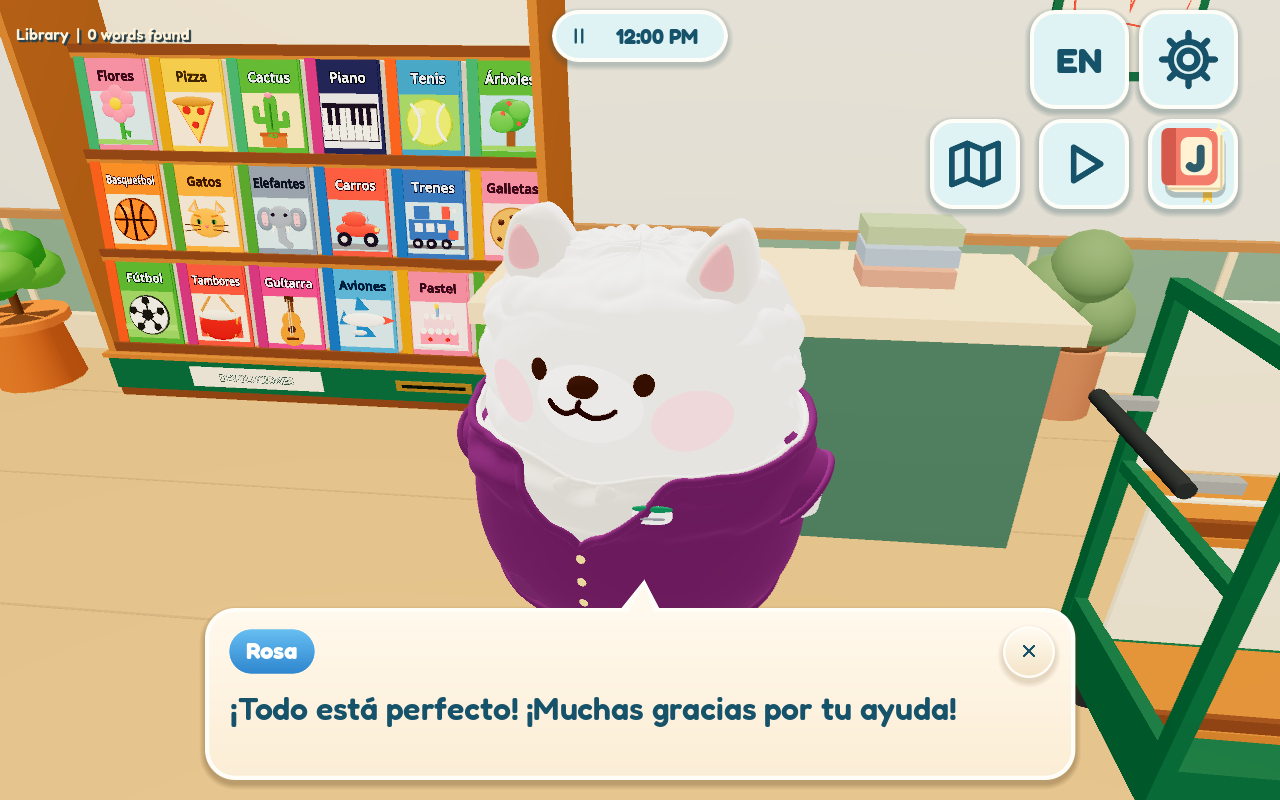 Library | 0 words found
12:00 PM
EN
J
Flores
Pizza
Cactus
Piano
Tenis
Árboles
Basquetbol
Gatos
Elefantes
Carros
Trenes
Galletas
Fútbol
Tambores
Guitarra
Aviones
Pastel
Rosa
¡Todo está perfecto! ¡Muchas gracias por tu ayuda!